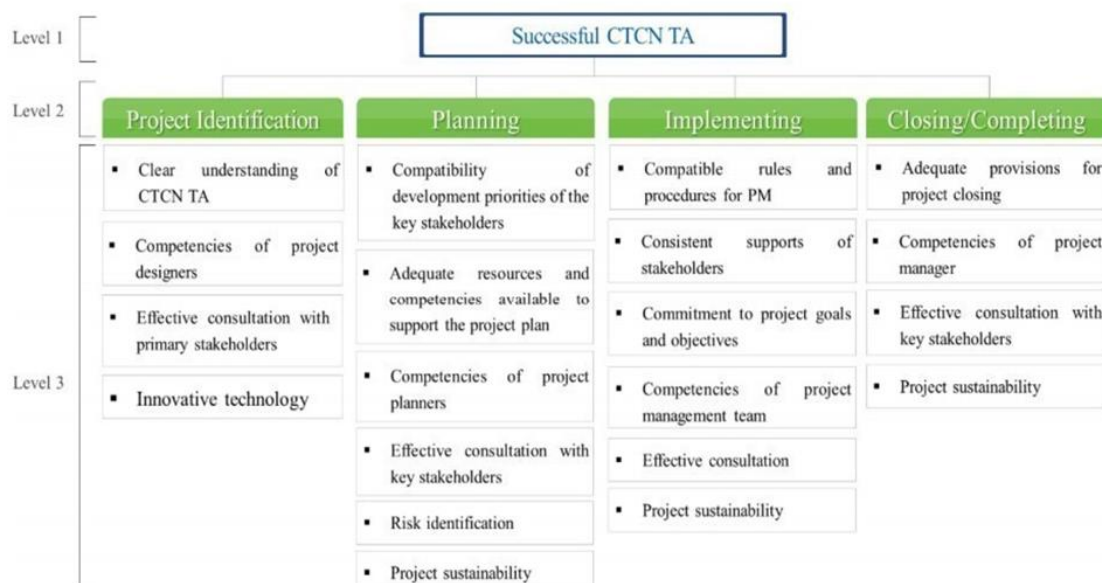 Level 1
Successful CTCN TA
Level 2
Project Identification
Planning
Implementing
Closing/Completing
Level 3
▪ Clear understanding of
CTCN TA
▪ Competencies of project
designers
▪ Effective consultation with
primary stakeholders
▪ Innovative technology
▪ Compatibility of
development priorities of the
key stakeholders
▪ Adequate resources and
competencies available to
support the project plan
▪ Competencies of project
planners
▪ Effective consultation with
key stakeholders
▪ Risk identification
▪ Project sustainability
▪ Compatible rules and
procedures for PM
▪ Consistent supports of
stakeholders
▪ Commitment to project goals
and objectives
▪ Competencies of project
management team
▪ Effective consultation
▪ Project sustainability
▪ Adequate provisions for
project closing
▪ Competencies of project
manager
▪ Effective consultation with
key stakeholders
▪ Project sustainability